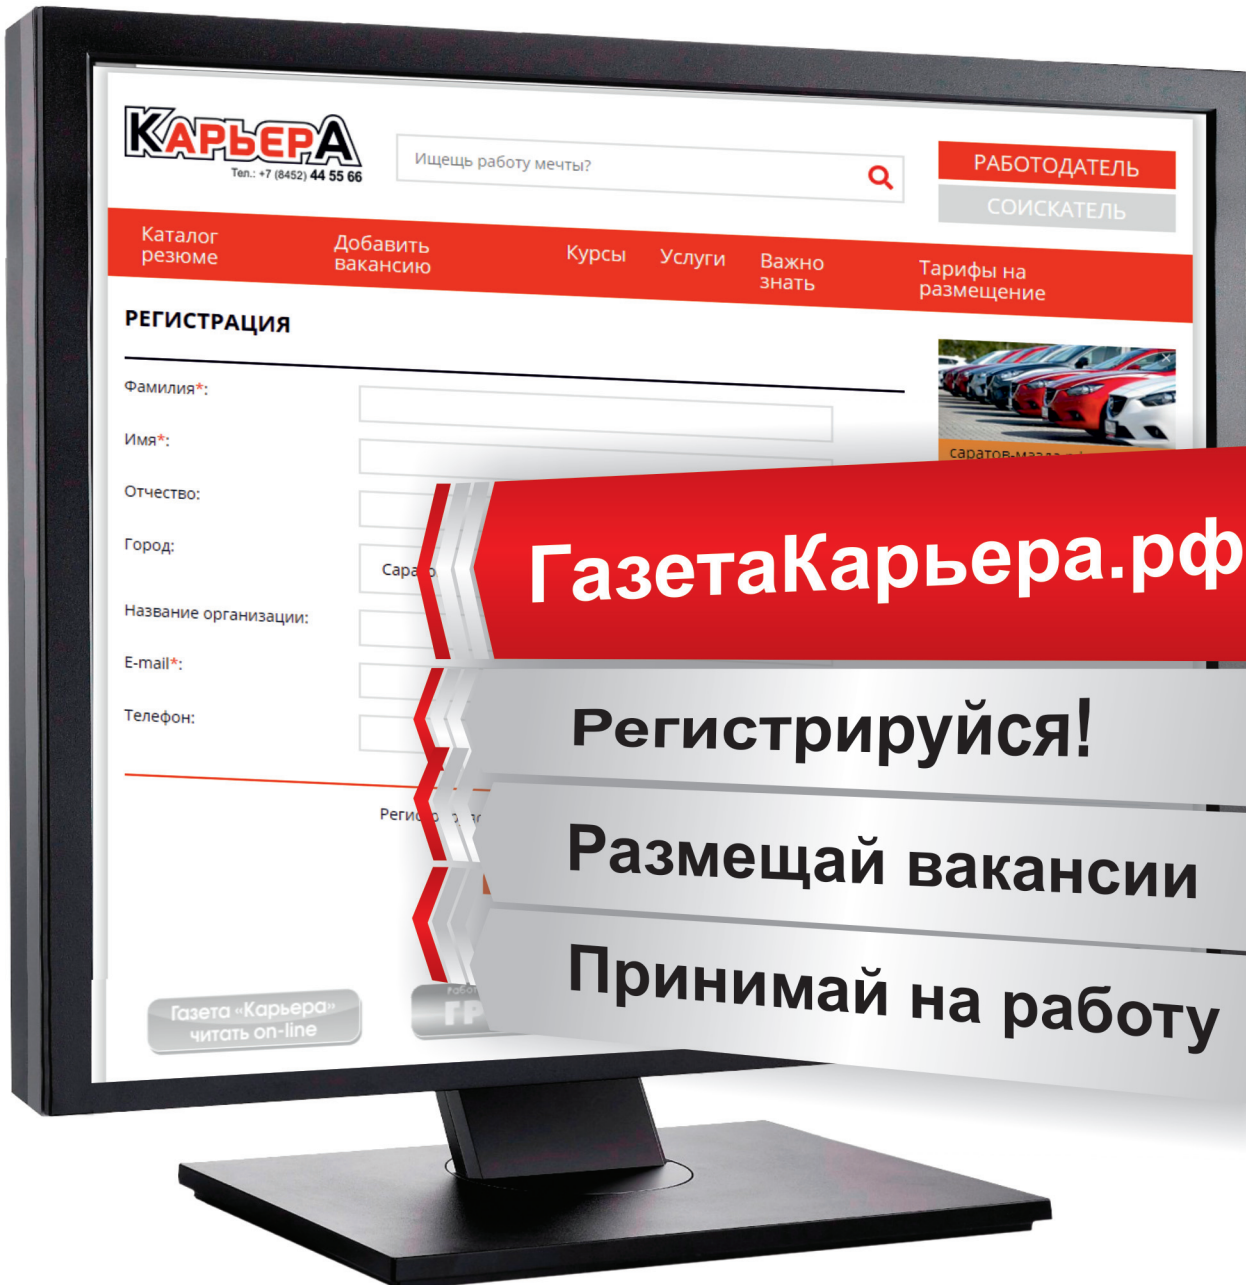 КАРЬЕРА
Тел.: +7 (8452) 44 55 66
Ищещь работу мечты?
РАБОТОДАТЕЛЬ
СОИСКАТЕЛЬ
Каталог
резюме
Добавить
вакансию
Курсы
Услуги
Важно
знать
Тарифы на
размещение
РЕГИСТРАЦИЯ
Фамилия*:
Имя*:
Отчество:
Город:
Название организации:
E-mail*:
Телефон:
ГазетаКарьера.рф
Регистрируйся!
Размещай вакансии
Принимай на работу
Газета «Карьера»
читать on-line